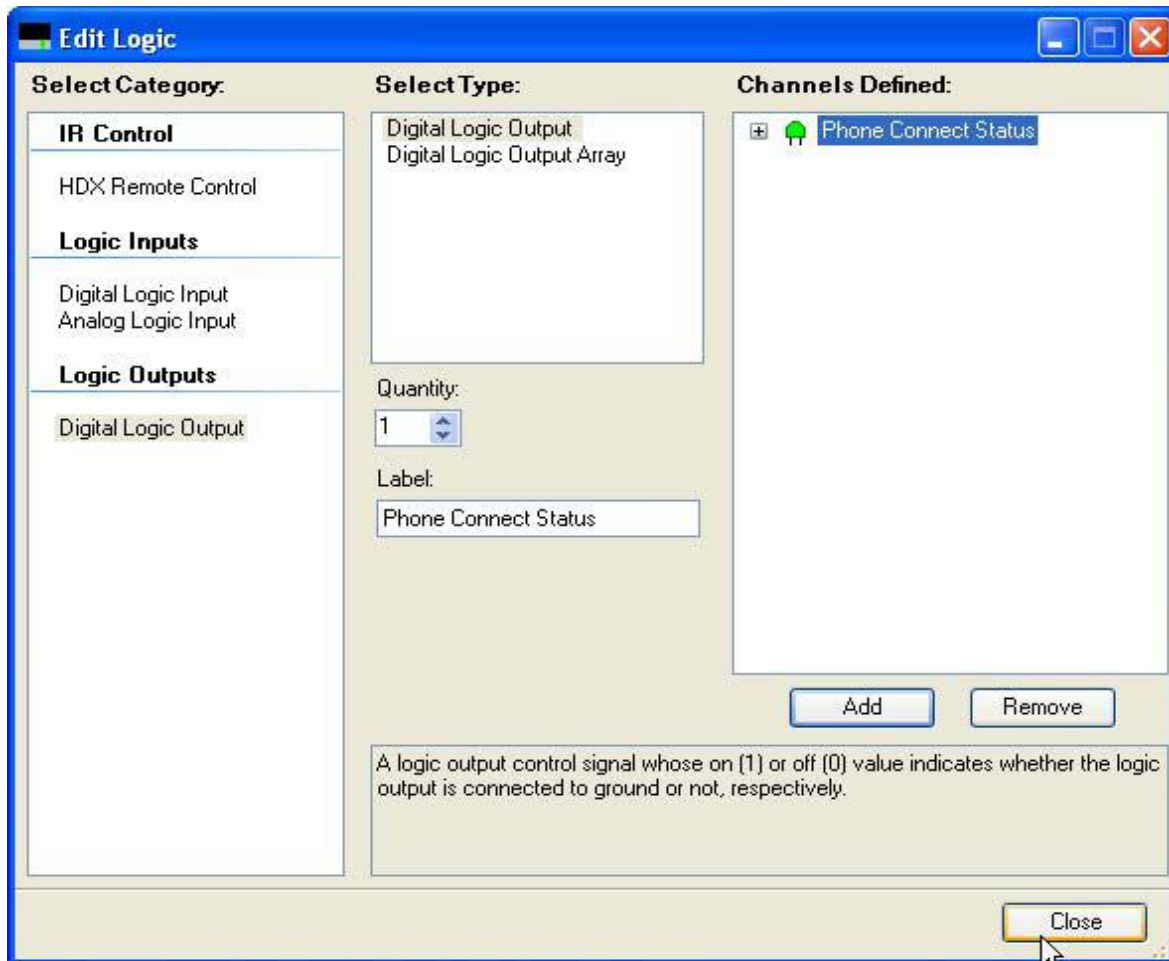 Edit Logic
Select Category:
IR Control
HDX Remote Control
Logic Inputs
Digital Logic Input
Analog Logic Input
Logic Outputs
Digital Logic Output
Select Type:
Digital Logic Output
Digital Logic Output Array
Quantity:
1
Label:
Phone Connect Status
Channels Defined:
Phone Connect Status
Add
Remove
A logic output control signal whose on (1) or off (0) value indicates whether the logic
output is connected to ground or not, respectively.
Close